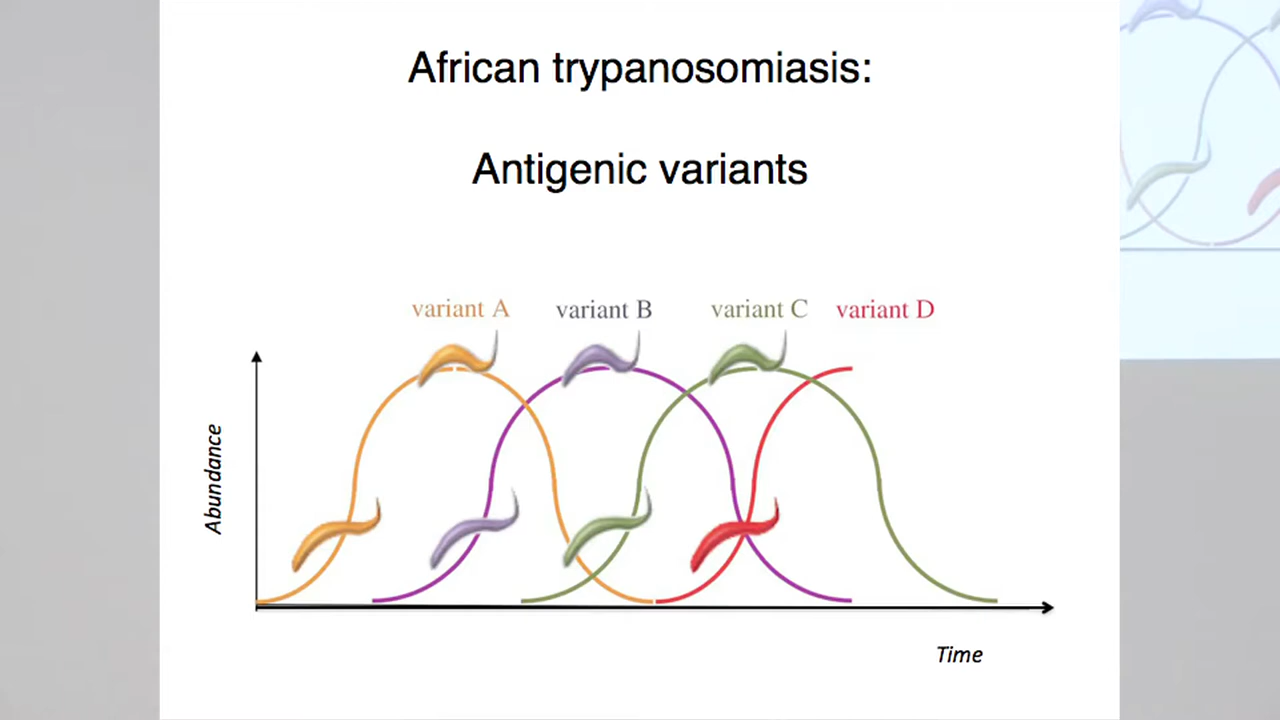 African trypanosomiasis:
Antigenic variants
variant A variant B variant C variant D
Abundance
Time